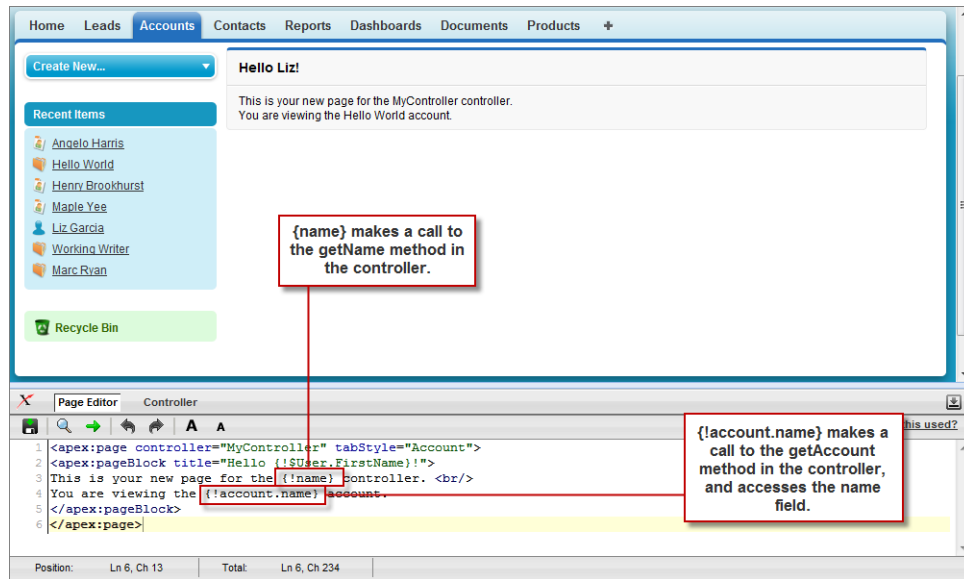 Home Leads Accounts Contacts Reports Dashboards Documents Products +
Create New...
Hello Liz!
This is your new page for the MyController controller.
You are viewing the Hello World account.
Recent Items
Angelo Harris
Hello World
Henry Brookhurst
Maple Yee
Liz Garcia
Working Writer
Marc Ryan
Recycle Bin
{name} makes a call to
the getName method in
the controller.
Page Editor Controller
A A
his used?
{!account.name} makes a
call to the getAccount
method in the controller,
and accesses the name
field.
1 <apex:page controller="MyController" tabStyle="Account">
2 <apex:pageBlock title="Hello {!$User.FirstName}!">
3 This is your new page for the {!name} controller. <br/>
4 You are viewing the {!account.name} account.
5 </apex:pageBlock>
6 </apex:page>
Position: Ln 6, Ch 13 Total: Ln 6, Ch 234